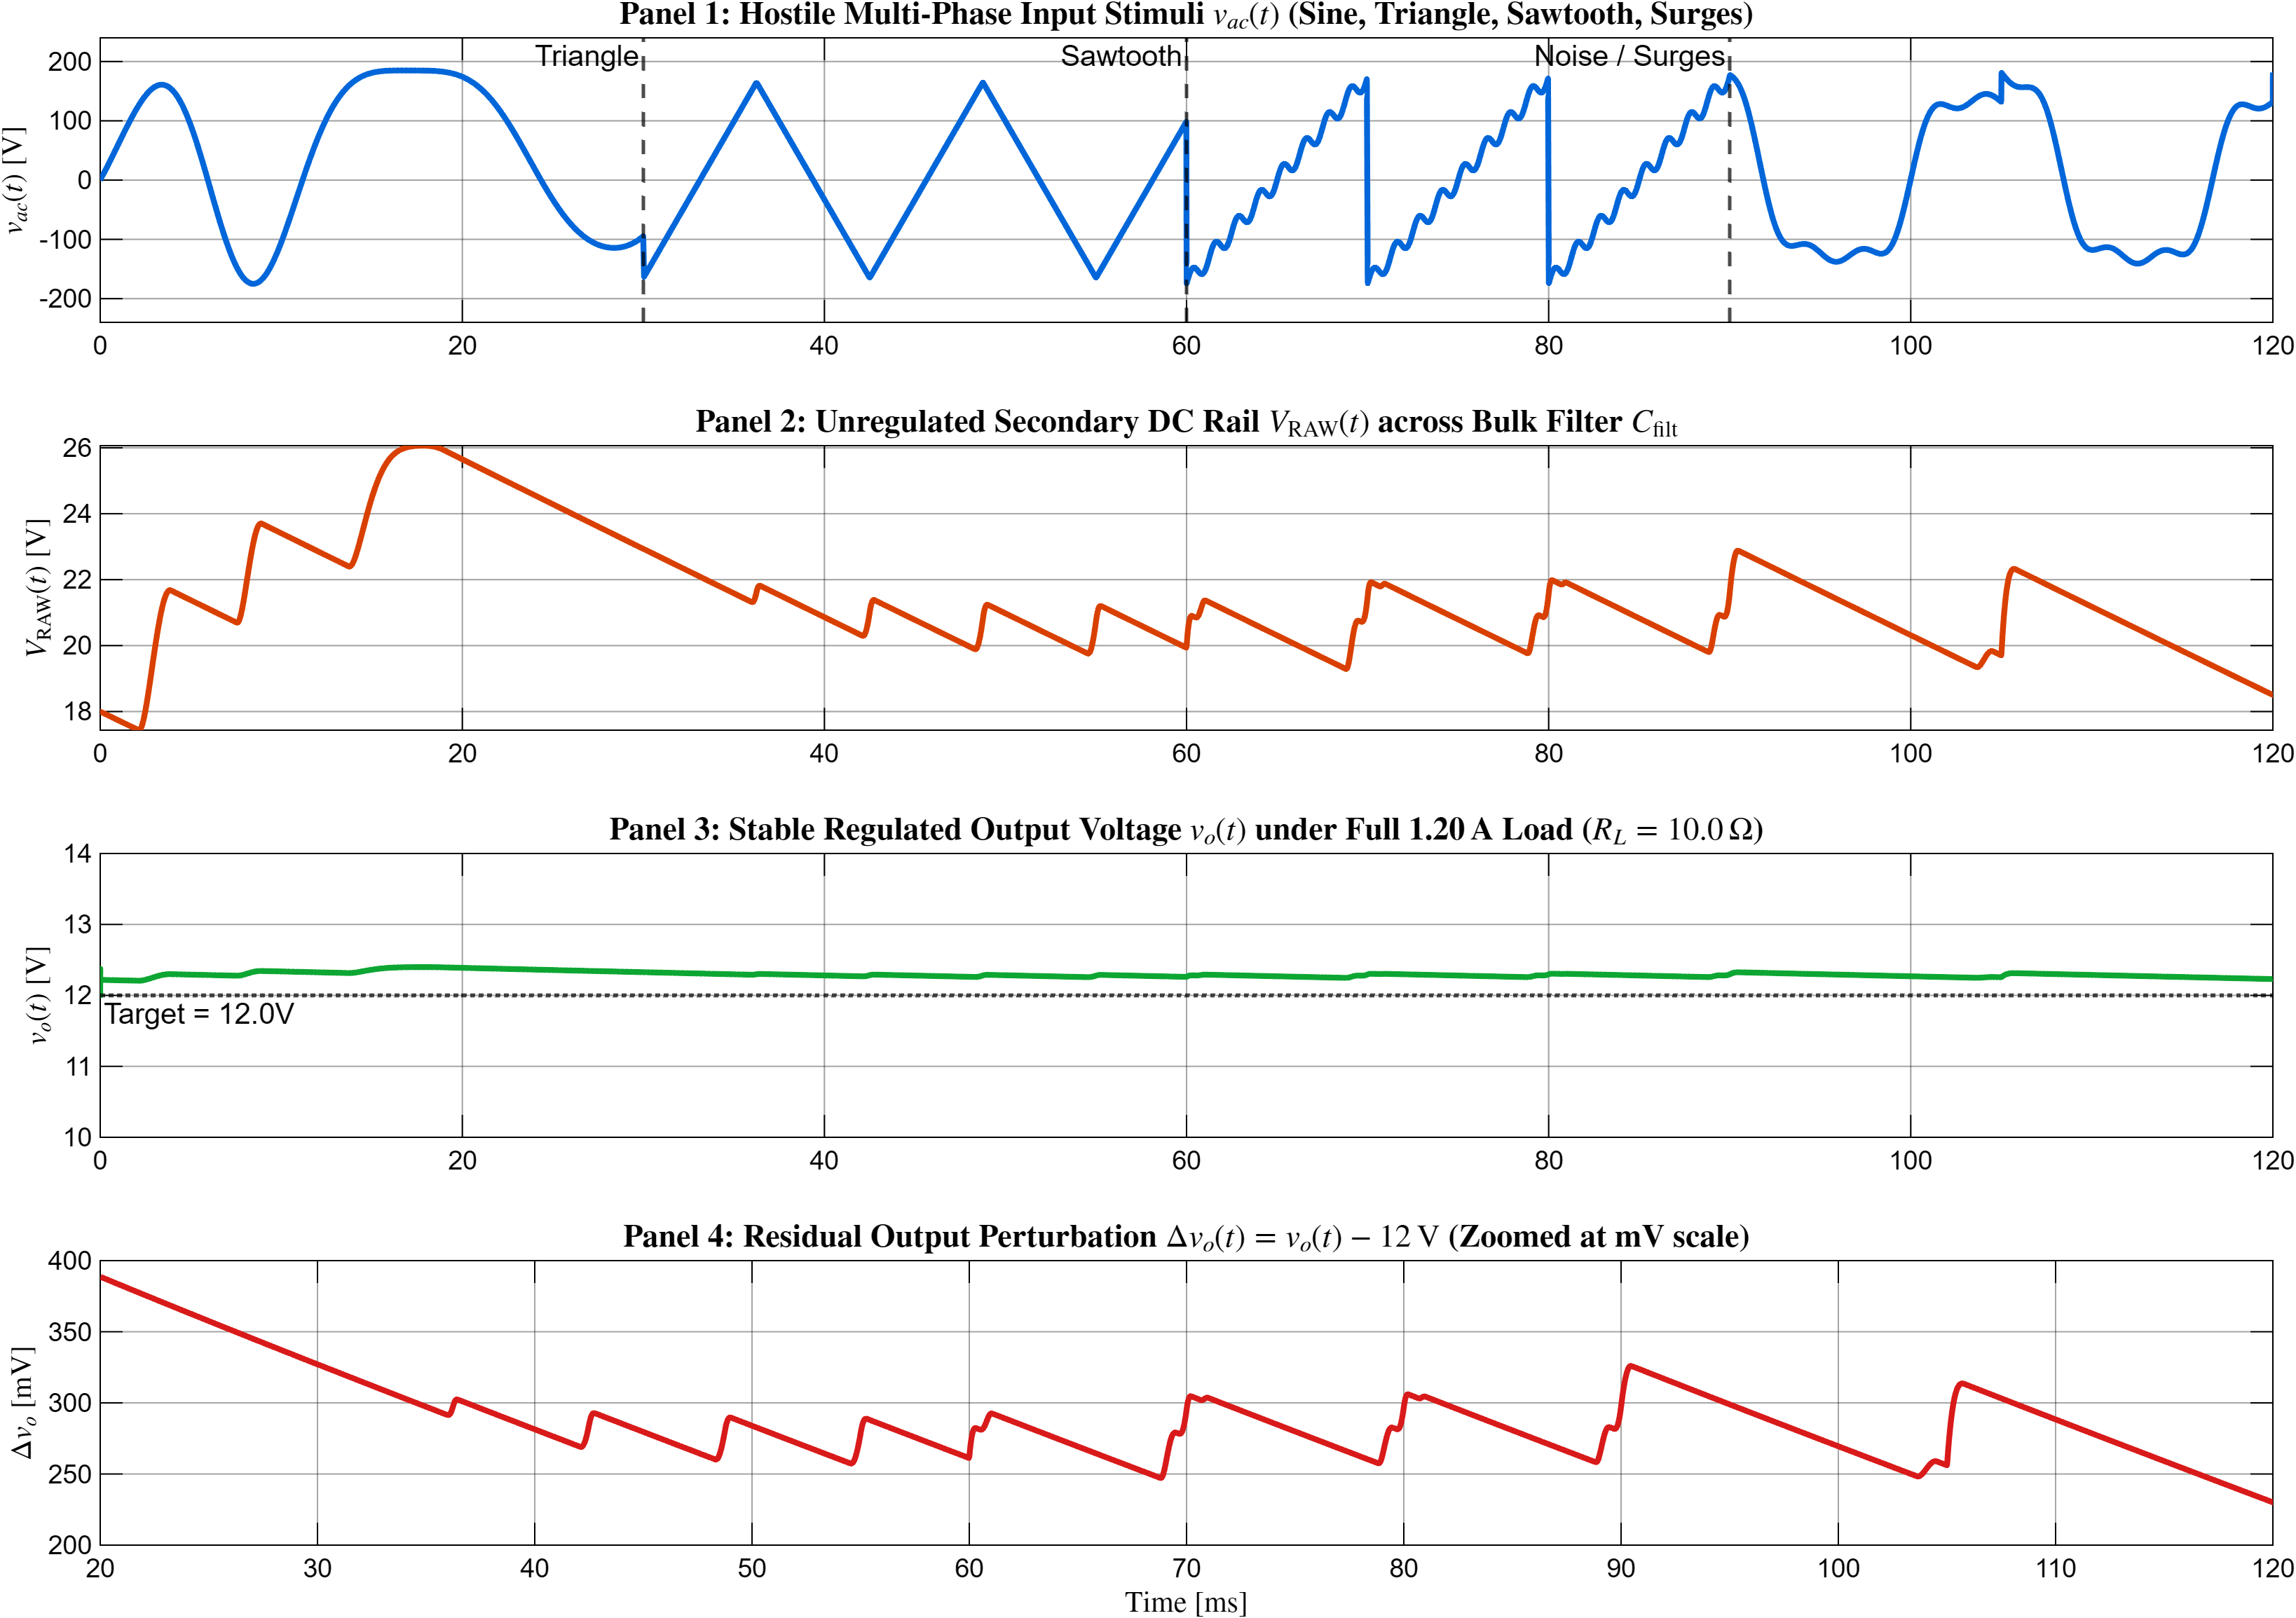 Panel 1: Hostile Multi-Phase Input Stimuli v_ac(t) (Sine, Triangle, Sawtooth, Surges)
v_ac(t) [V]
200
100
0
-100
-200
Triangle
Sawtooth
Noise / Surges
0 20 40 60 80 100 120
Panel 2: Unregulated Secondary DC Rail V_RAW(t) across Bulk Filter C_filt
V_RAW(t) [V]
26
24
22
20
18
0 20 40 60 80 100 120
Panel 3: Stable Regulated Output Voltage v_o(t) under Full 1.20 A Load (R_L = 10.0 Ω)
v_o(t) [V]
14
13
12
11
10
Target = 12.0V
0 20 40 60 80 100 120
Panel 4: Residual Output Perturbation Δv_o(t) = v_o(t) − 12 V (Zoomed at mV scale)
Δv_o [mV]
400
350
300
250
200
20 30 40 50 60 70 80 90 100 110 120
Time [ms]